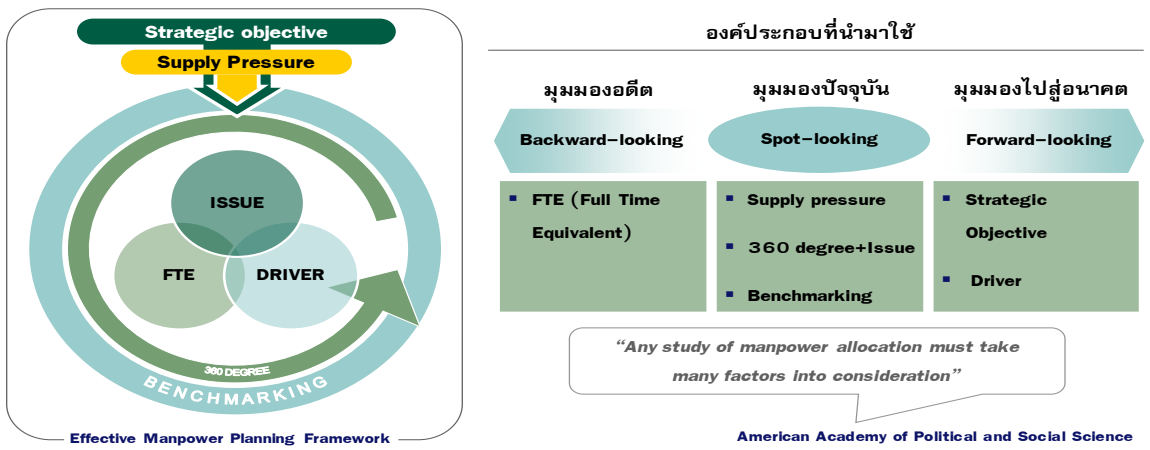 Strategic objective
Supply Pressure
ISSUE
FTE
DRIVER
360 DEGREE
BENCHMARKING
Effective Manpower Planning Framework
องค์ประกอบที่นำมาใช้
มุมมองอดีต
มุมมองปัจจุบัน
มุมมองไปสู่อนาคต
Backward-looking
Spot-looking
Forward-looking
▪ FTE (Full Time
Equivalent)
▪ Supply pressure
▪ 360 degree+Issue
▪ Benchmarking
▪ Strategic
Objective
▪ Driver
“Any study of manpower allocation must take
many factors into consideration”
American Academy of Political and Social Science